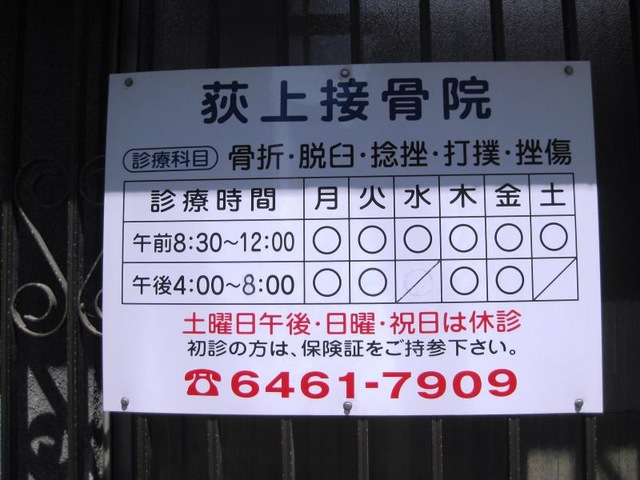 荻上接骨院
診療科目 骨折・脱臼・捻挫・打撲・挫傷
診療時間 月 火 水 木 金 土
午前8:30~12:00 ○ ○ ○ ○ ○ ○
午後4:00~8:00 ○ ○ ／ ○ ○ ／
土曜日午後・日曜・祝日は休診
初診の方は、保険証をご持参下さい。
☎6461-7909